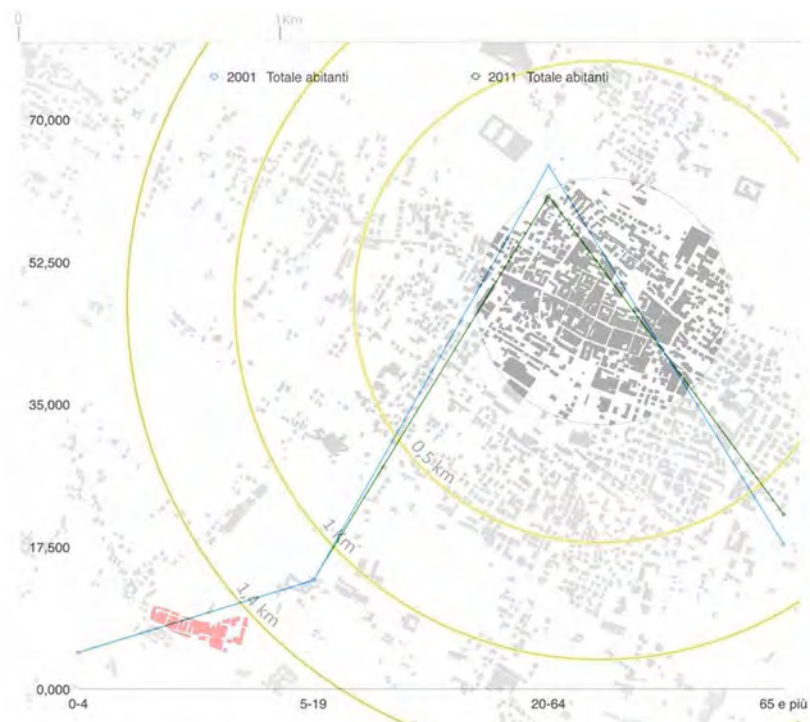 0 1Km
2001 Totale abitanti 2011 Totale abitanti
70,000
52,500
35,000
0,5 km
17,500
1 km
1,4 km
0,000
0-4 5-19 20-64 65 e più